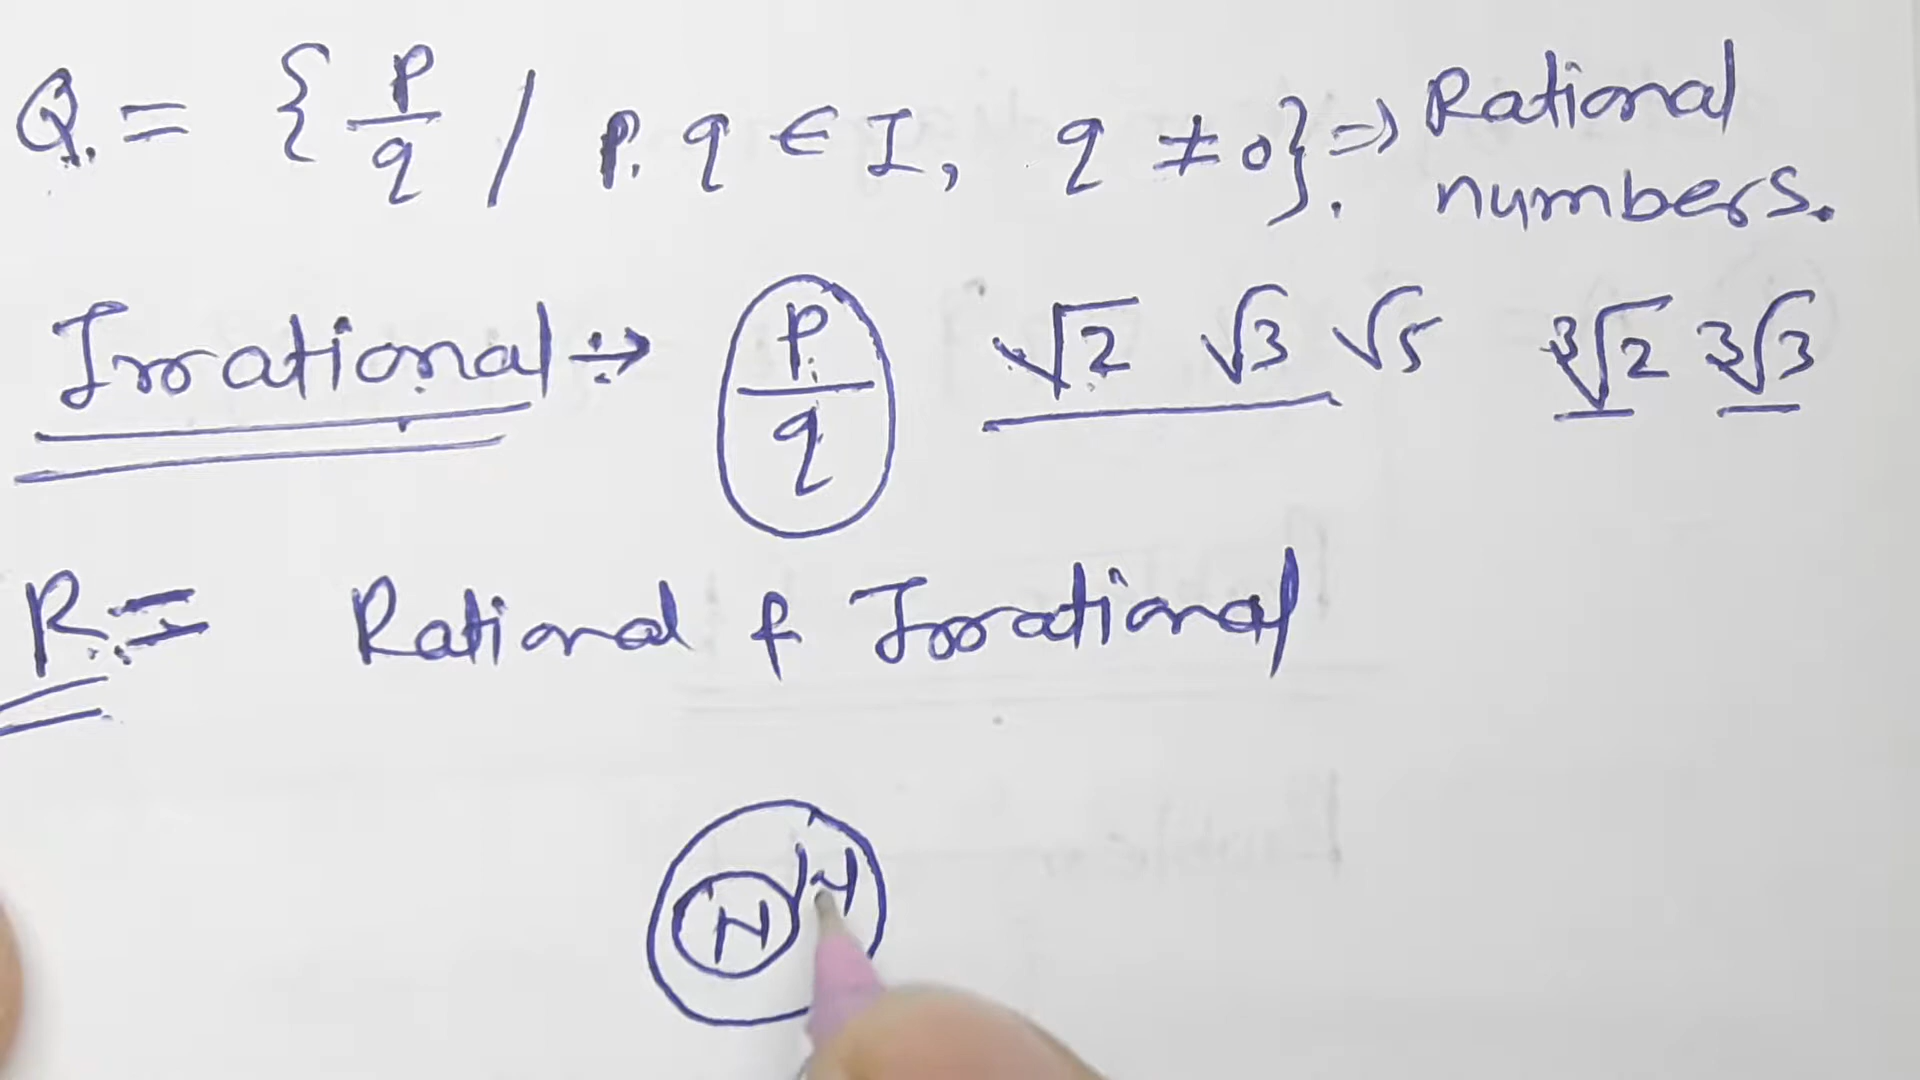 Q = { p/q / p, q ∈ I, q ≠ 0}. ⇒ Rational numbers.
Irrational → p/q √2 √3 √5 ∛2 ∛3
R = Rational & Irrational
N W